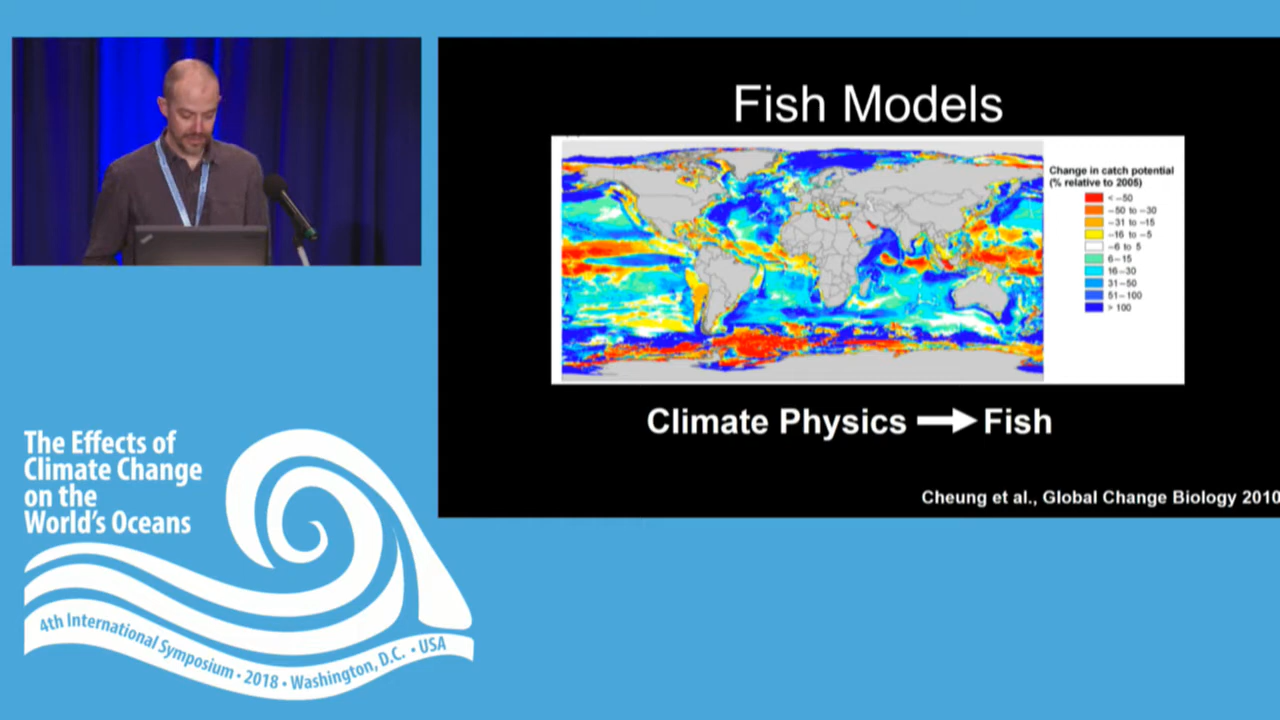 Fish Models
Change in catch potential
(% relative to 2005)
< −50
−50 to −30
−31 to −15
−16 to −5
−6 to 5
6−15
16−30
31−50
51−100
> 100
Climate Physics
Fish
Cheung et al., Global Change Biology 2010
The Effects of
Climate Change
on the
World's Oceans
4th International Symposium • 2018 • Washington, D.C. • USA